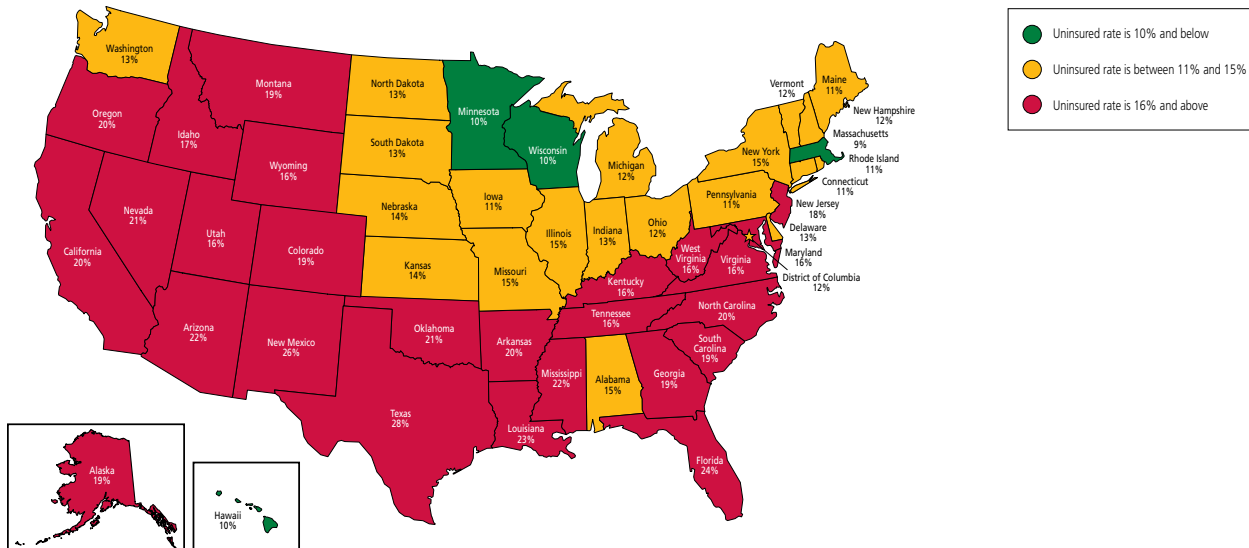 Uninsured rate is 10% and below
Uninsured rate is between 11% and 15%
Uninsured rate is 16% and above
Washington
13%
Oregon
20%
California
20%
Nevada
21%
Idaho
17%
Montana
19%
Wyoming
16%
Utah
16%
Colorado
19%
Arizona
22%
New Mexico
26%
North Dakota
13%
South Dakota
13%
Nebraska
14%
Kansas
14%
Oklahoma
21%
Texas
28%
Minnesota
10%
Iowa
11%
Missouri
15%
Arkansas
20%
Louisiana
23%
Wisconsin
10%
Illinois
15%
Michigan
12%
Indiana
13%
Ohio
12%
Kentucky
16%
Tennessee
16%
Mississippi
22%
Alabama
15%
Georgia
19%
Florida
24%
South
Carolina
19%
North Carolina
20%
Virginia
16%
West
Virginia
16%
Pennsylvania
11%
New York
15%
Vermont
12%
Maine
11%
New Hampshire
12%
Massachusetts
9%
Rhode Island
11%
Connecticut
11%
New Jersey
18%
Delaware
13%
Maryland
16%
District of Columbia
12%
Alaska
19%
Hawaii
10%